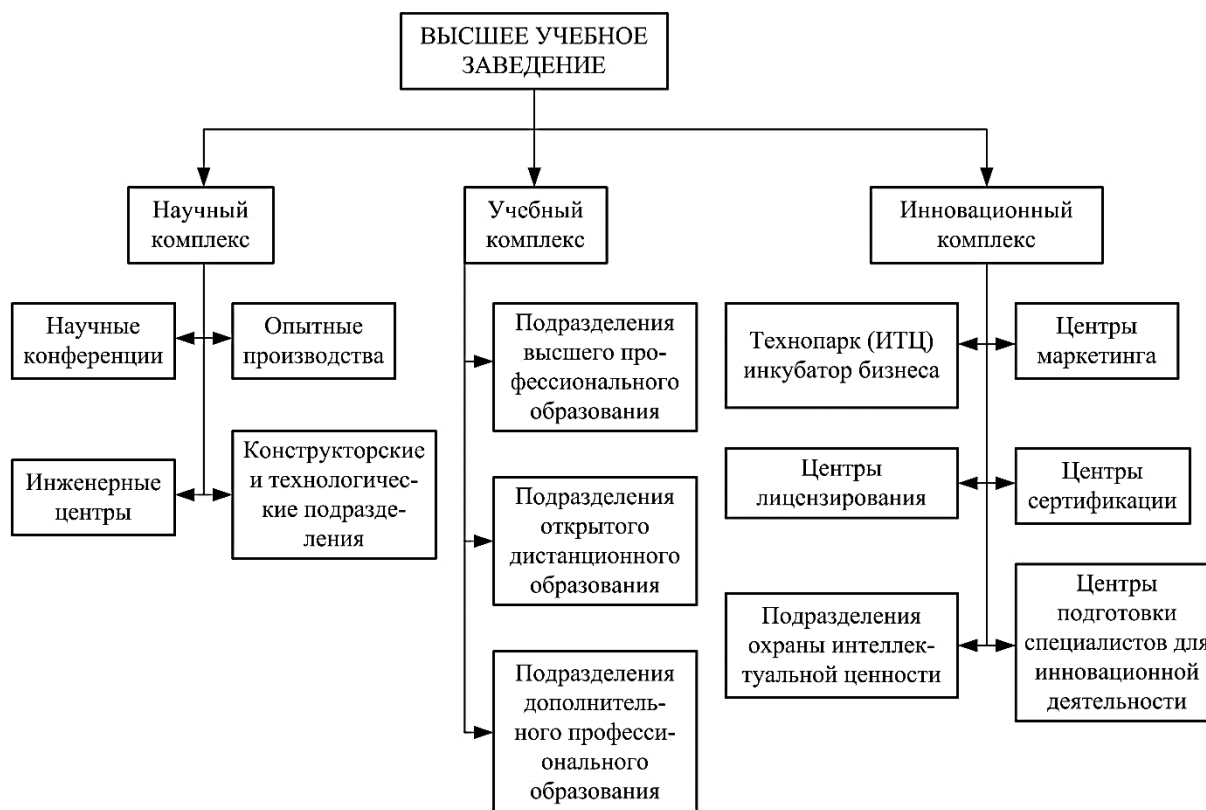 ВЫСШЕЕ УЧЕБНОЕ
ЗАВЕДЕНИЕ
Научный
комплекс
Учебный
комплекс
Инновационный
комплекс
Научные
конференции
Опытные
производства
Инженерные
центры
Конструкторские
и технологичес-
кие подразде-
ления
Подразделения
высшего про-
фессионального
образования
Подразделения
открытого
дистанционного
образования
Подразделения
дополнитель-
ного професси-
онального
образования
Технопарк (ИТЦ)
инкубатор бизнеса
Центры
маркетинга
Центры
лицензирования
Центры
сертификации
Подразделения
охраны интеллек-
туальной ценности
Центры
подготовки
специалистов для
инновационной
деятельности